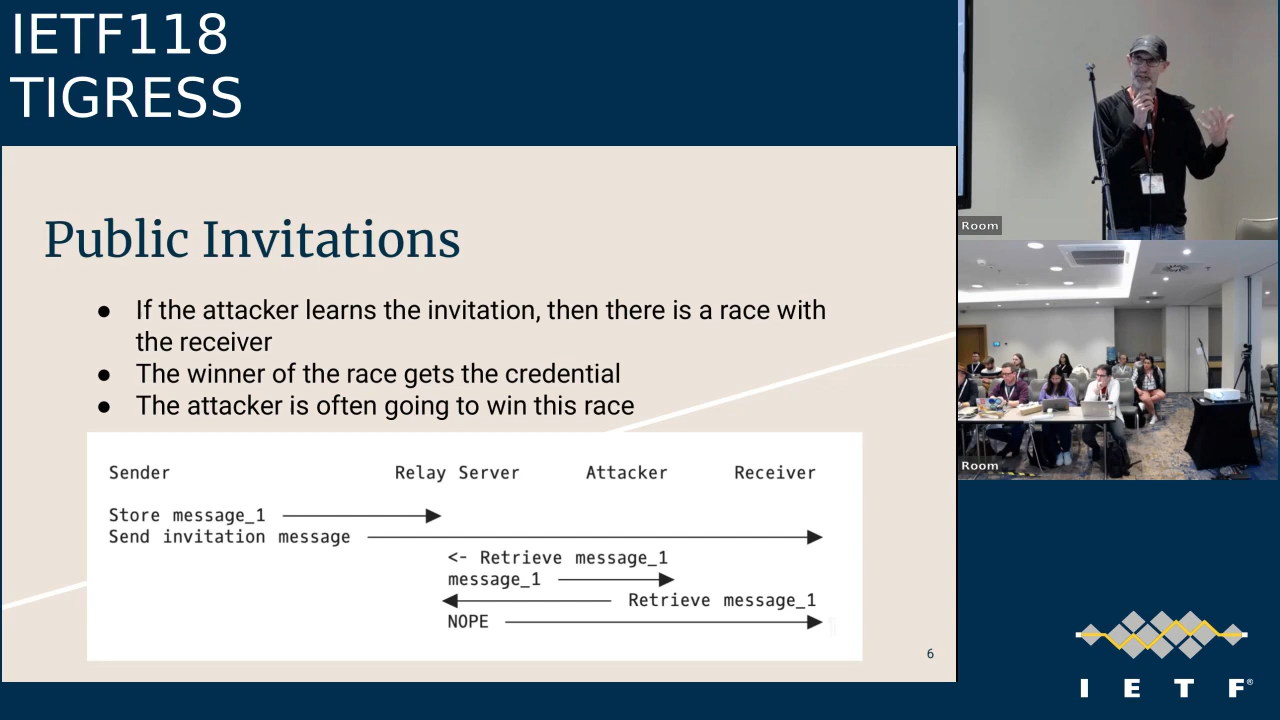 IETF118
TIGRESS
Public Invitations
● If the attacker learns the invitation, then there is a race with
the receiver
● The winner of the race gets the credential
● The attacker is often going to win this race
Sender Relay Server Attacker Receiver
Store message_1
Send invitation message
<- Retrieve message_1
message_1
Retrieve message_1
NOPE
6
Room
Room
I E T F®